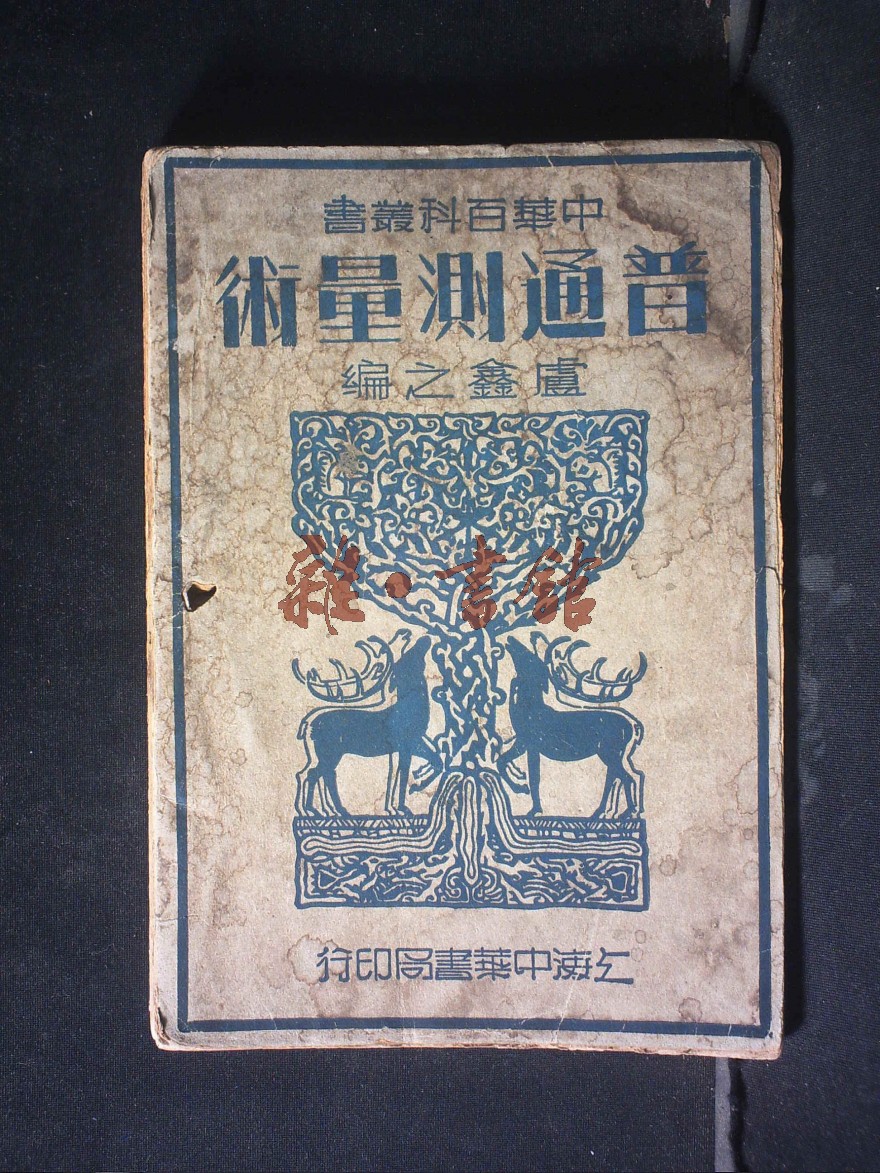 中華百科叢書
普通測量術
盧鑫之編
雜·書館
上海中華書局印行